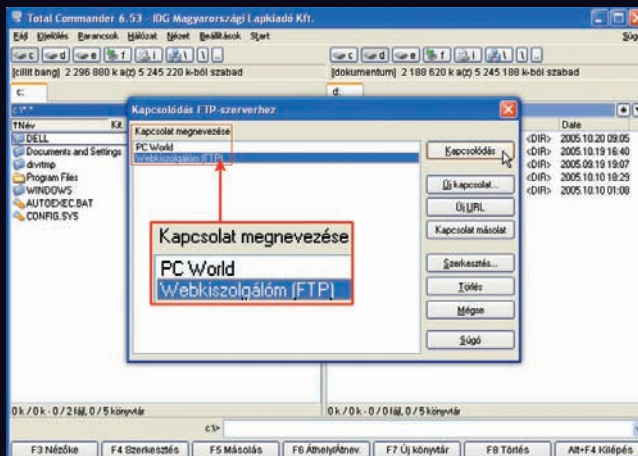 Total Commander 6.53 - IDG Magyarországi Lapkiadó Kft.
Fájl Kijelölés Parancsok Hálózat Nézet Beállítások Start Súgó
c d e f i \ \ ..
c d e f i \ \ ..
[cillit bang] 2 296 880 k a(z) 5 245 220 k-ból szabad
[dokumentum] 2 188 620 k a(z) 5 245 188 k-ból szabad
c: d:
c:\*.*
Név Kit.
DELL
Documents and Settings
drvrtmp
Program Files
WINDOWS
AUTOEXEC.BAT
CONFIG.SYS
Date
<DIR> 2005.10.20 09:05
<DIR> 2005.10.19 16:40
<DIR> 2005.09.19 19:07
<DIR> 2005.10.10 18:29
<DIR> 2005.10.10 01:08
Kapcsolódás FTP-szerverhez
Kapcsolat megnevezése
PC World
Webkiszolgálóm (FTP)
Kapcsolat megnevezése
PC World
Webkiszolgálóm (FTP)
Kapcsolódás
Új kapcsolat...
Új URL
Kapcsolat másolat
Szerkesztés...
Törlés
Mégse
Súgó
0 k / 0 k - 0 / 2 fájl, 0 / 5 könyvtár
0 k / 0 k - 0 / 0 fájl, 0 / 5 könyvtár
c:\>
F3 Nézőke F4 Szerkesztés F5 Másolás F6 Áthely/Átnev. F7 Új könyvtár F8 Törlés Alt+F4 Kilépés